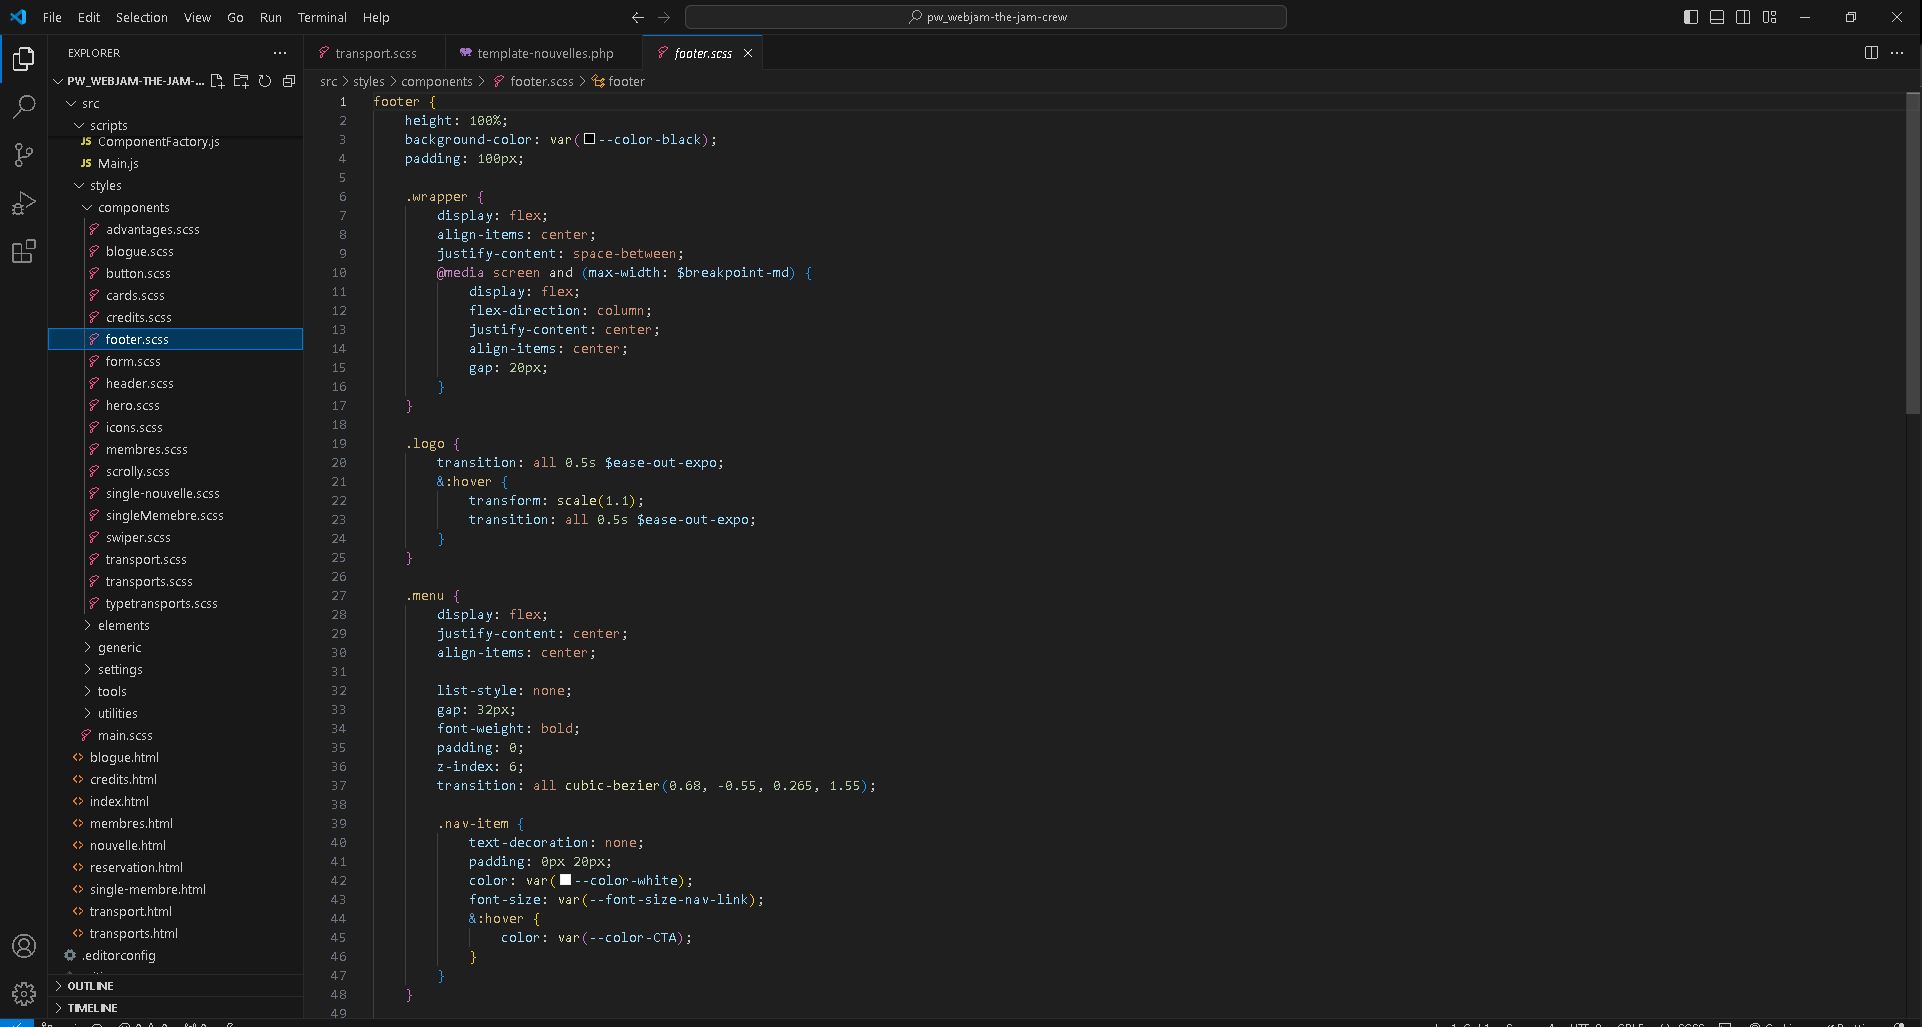 File Edit Selection View Go Run Terminal Help
pw_webjam-the-jam-crew
EXPLORER
PW_WEBJAM-THE-JAM-...
src
scripts
ComponentFactory.js
Main.js
styles
components
advantages.scss
blogue.scss
button.scss
cards.scss
credits.scss
footer.scss
form.scss
header.scss
hero.scss
icons.scss
membres.scss
scrolly.scss
single-nouvelle.scss
singleMemebre.scss
swiper.scss
transport.scss
transports.scss
typetransports.scss
elements
generic
settings
tools
utilities
main.scss
blogue.html
credits.html
index.html
membres.html
nouvelle.html
reservation.html
single-membre.html
transport.html
transports.html
.editorconfig
OUTLINE
TIMELINE
transport.scss template-nouvelles.php footer.scss
src > styles > components > footer.scss > footer
1 footer {
2 height: 100%;
3 background-color: var(--color-black);
4 padding: 100px;
5
6 .wrapper {
7 display: flex;
8 align-items: center;
9 justify-content: space-between;
10 @media screen and (max-width: $breakpoint-md) {
11 display: flex;
12 flex-direction: column;
13 justify-content: center;
14 align-items: center;
15 gap: 20px;
16 }
17 }
18
19 .logo {
20 transition: all 0.5s $ease-out-expo;
21 &:hover {
22 transform: scale(1.1);
23 transition: all 0.5s $ease-out-expo;
24 }
25 }
26
27 .menu {
28 display: flex;
29 justify-content: center;
30 align-items: center;
31
32 list-style: none;
33 gap: 32px;
34 font-weight: bold;
35 padding: 0;
36 z-index: 6;
37 transition: all cubic-bezier(0.68, -0.55, 0.265, 1.55);
38
39 .nav-item {
40 text-decoration: none;
41 padding: 0px 20px;
42 color: var(--color-white);
43 font-size: var(--font-size-nav-link);
44 &:hover {
45 color: var(--color-CTA);
46 }
47 }
48 }
49